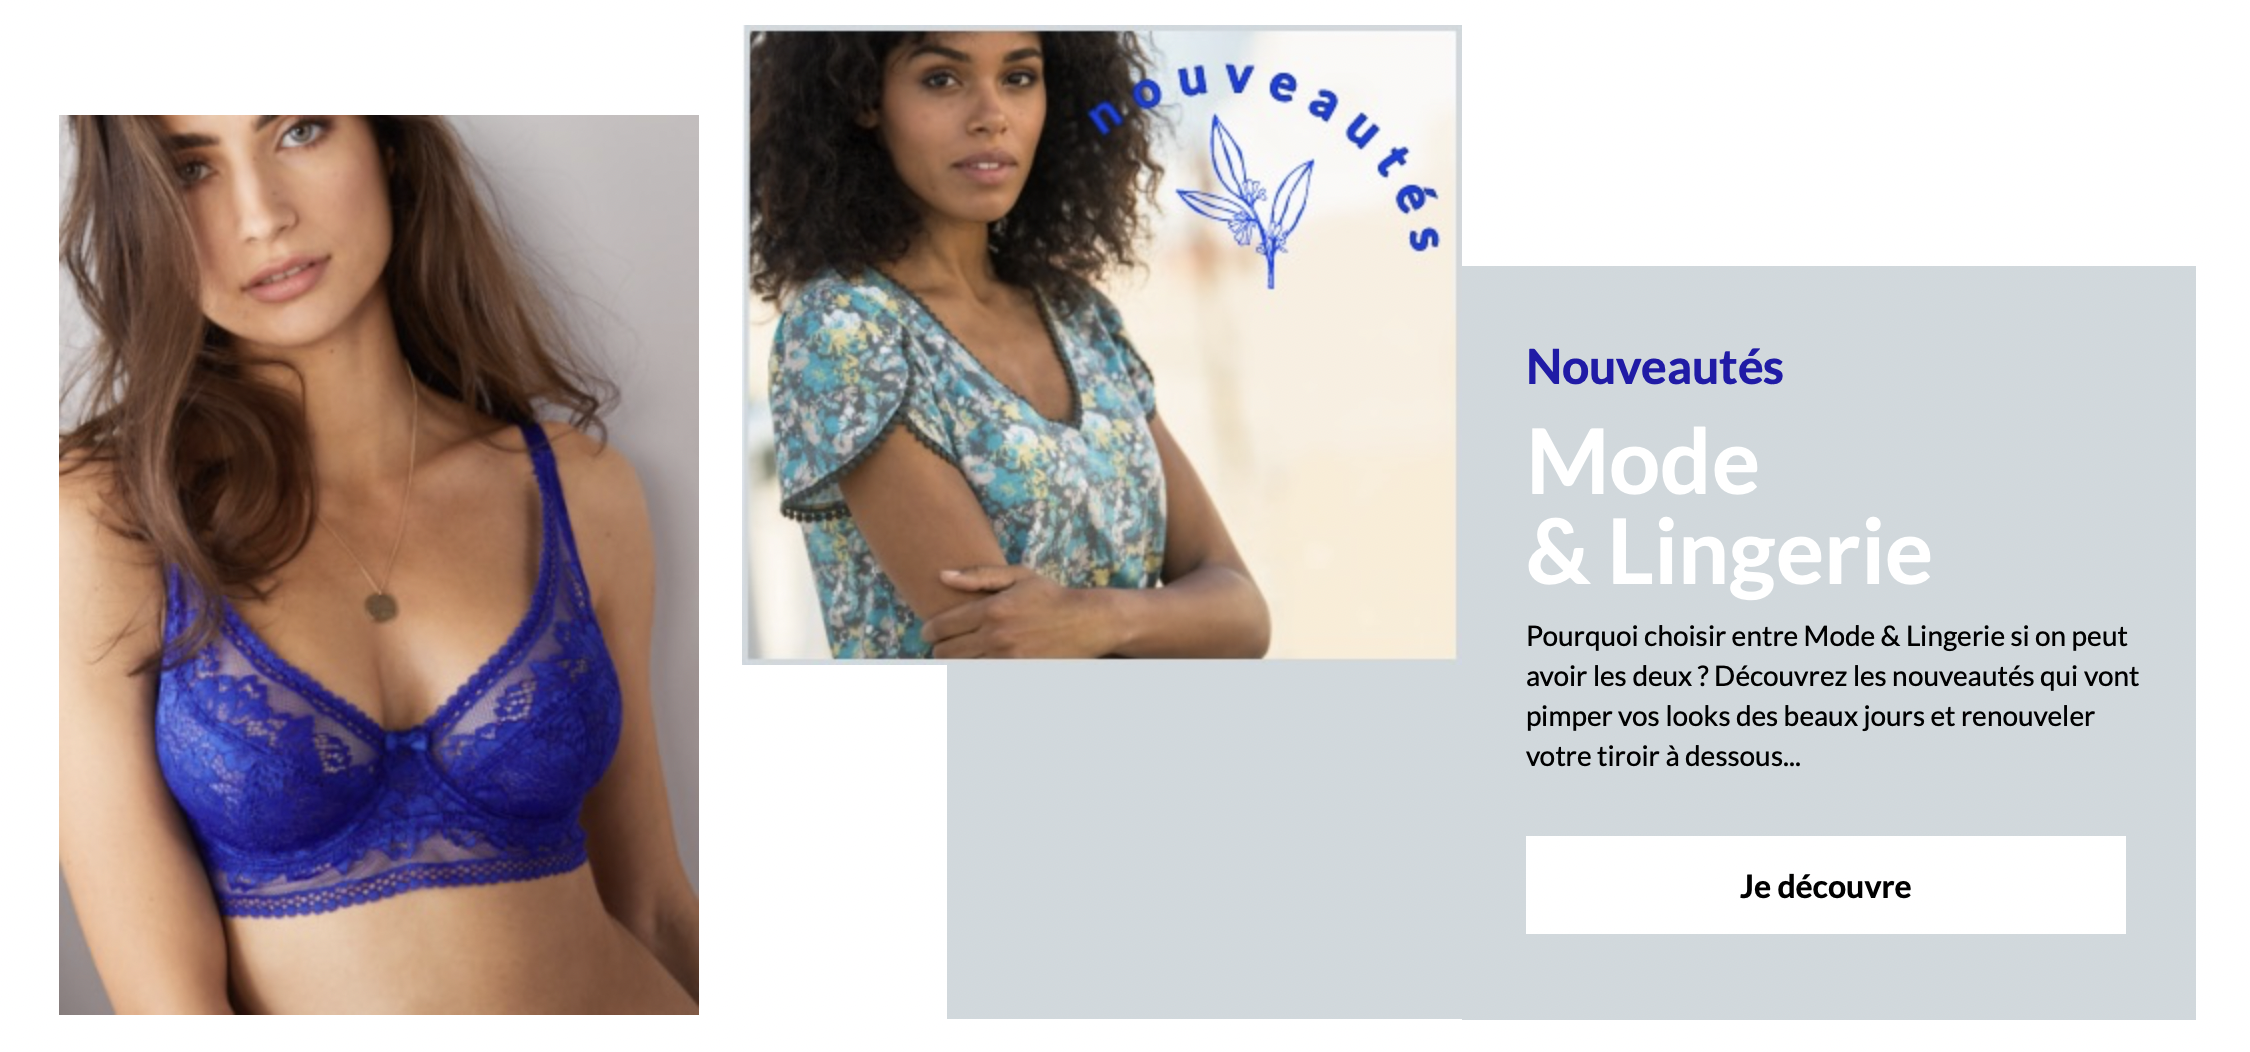 nouveautés
Nouveautés
Mode
& Lingerie
Pourquoi choisir entre Mode & Lingerie si on peut
avoir les deux ? Découvrez les nouveautés qui vont
pimper vos looks des beaux jours et renouveler
votre tiroir à dessous...
Je découvre